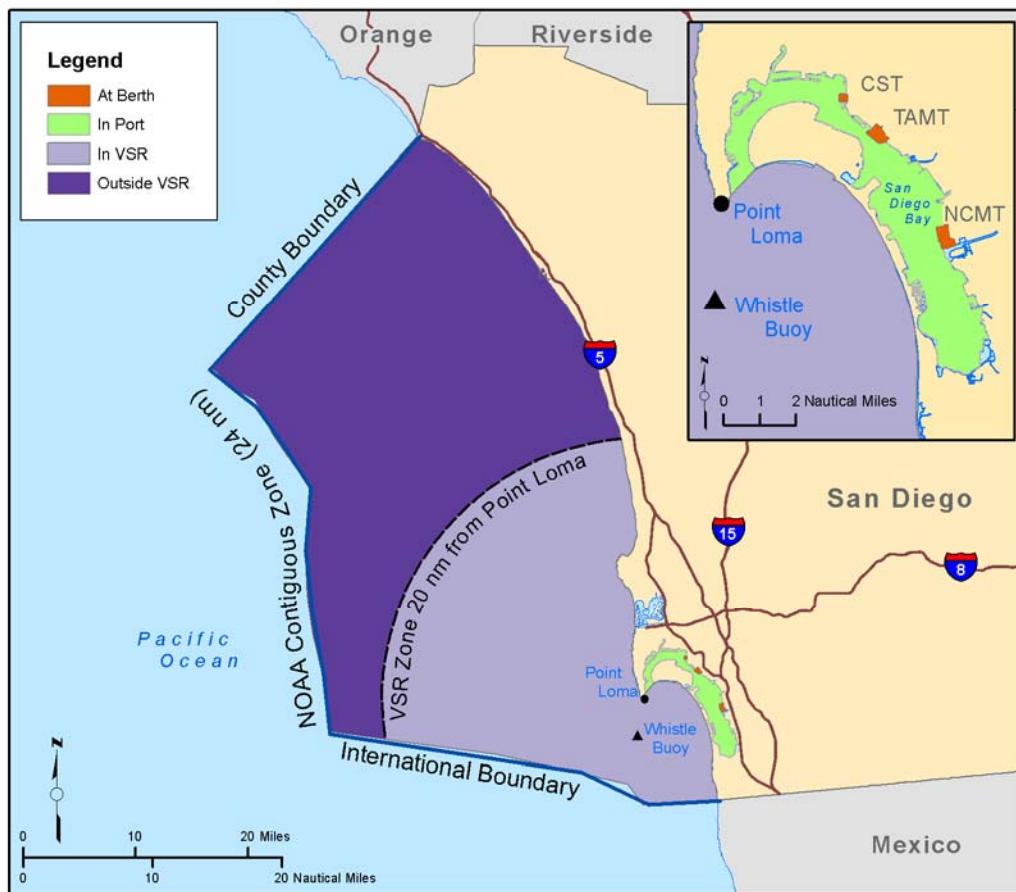 Legend
At Berth
In Port
In VSR
Outside VSR
Orange
Riverside
CST
TAMT
San
Diego
Bay
NCMT
Point
Loma
Whistle
Buoy
N
0 1 2 Nautical Miles
County Boundary
NOAA Contiguous Zone (24 nm)
VSR Zone 20 nm from Point Loma
5
15
8
San Diego
Pacific
Ocean
Point
Loma
Whistle
Buoy
International Boundary
Mexico
N
0 10 20 Miles
0 10 20 Nautical Miles